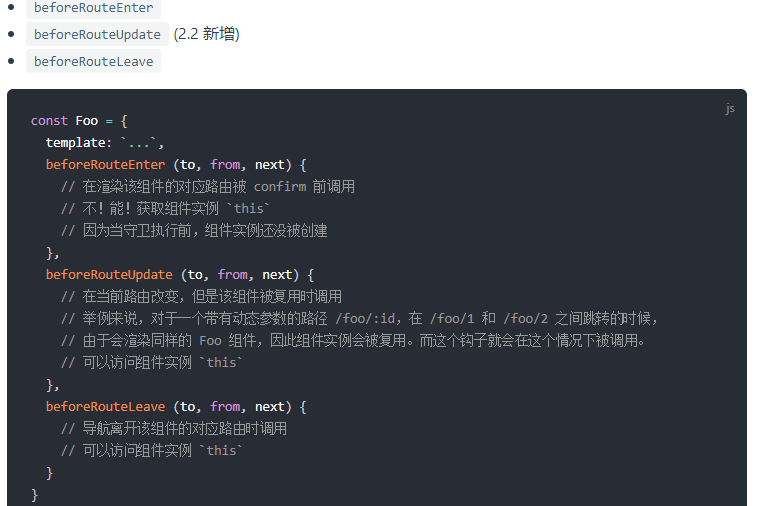 beforeRouteEnter
beforeRouteUpdate (2.2 新增)
beforeRouteLeave
js
const Foo = {
  template: `...`,
  beforeRouteEnter (to, from, next) {
    // 在渲染该组件的对应路由被 confirm 前调用
    // 不！能！获取组件实例 `this`
    // 因为当守卫执行前，组件实例还没被创建
  },
  beforeRouteUpdate (to, from, next) {
    // 在当前路由改变，但是该组件被复用时调用
    // 举例来说，对于一个带有动态参数的路径 /foo/:id，在 /foo/1 和 /foo/2 之间跳转的时候，
    // 由于会渲染同样的 Foo 组件，因此组件实例会被复用。而这个钩子就会在这个情况下被调用。
    // 可以访问组件实例 `this`
  },
  beforeRouteLeave (to, from, next) {
    // 导航离开该组件的对应路由时调用
    // 可以访问组件实例 `this`
  }
}